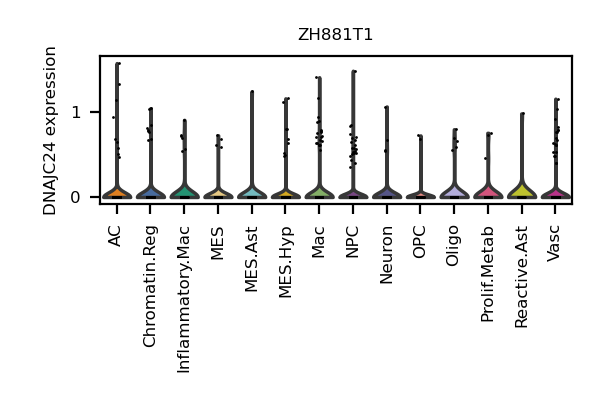 ZH881T1
DNAJC24 expression
1
0
AC
Chromatin.Reg
Inflammatory.Mac
MES
MES.Ast
MES.Hyp
Mac
NPC
Neuron
OPC
Oligo
Prolif.Metab
Reactive.Ast
Vasc